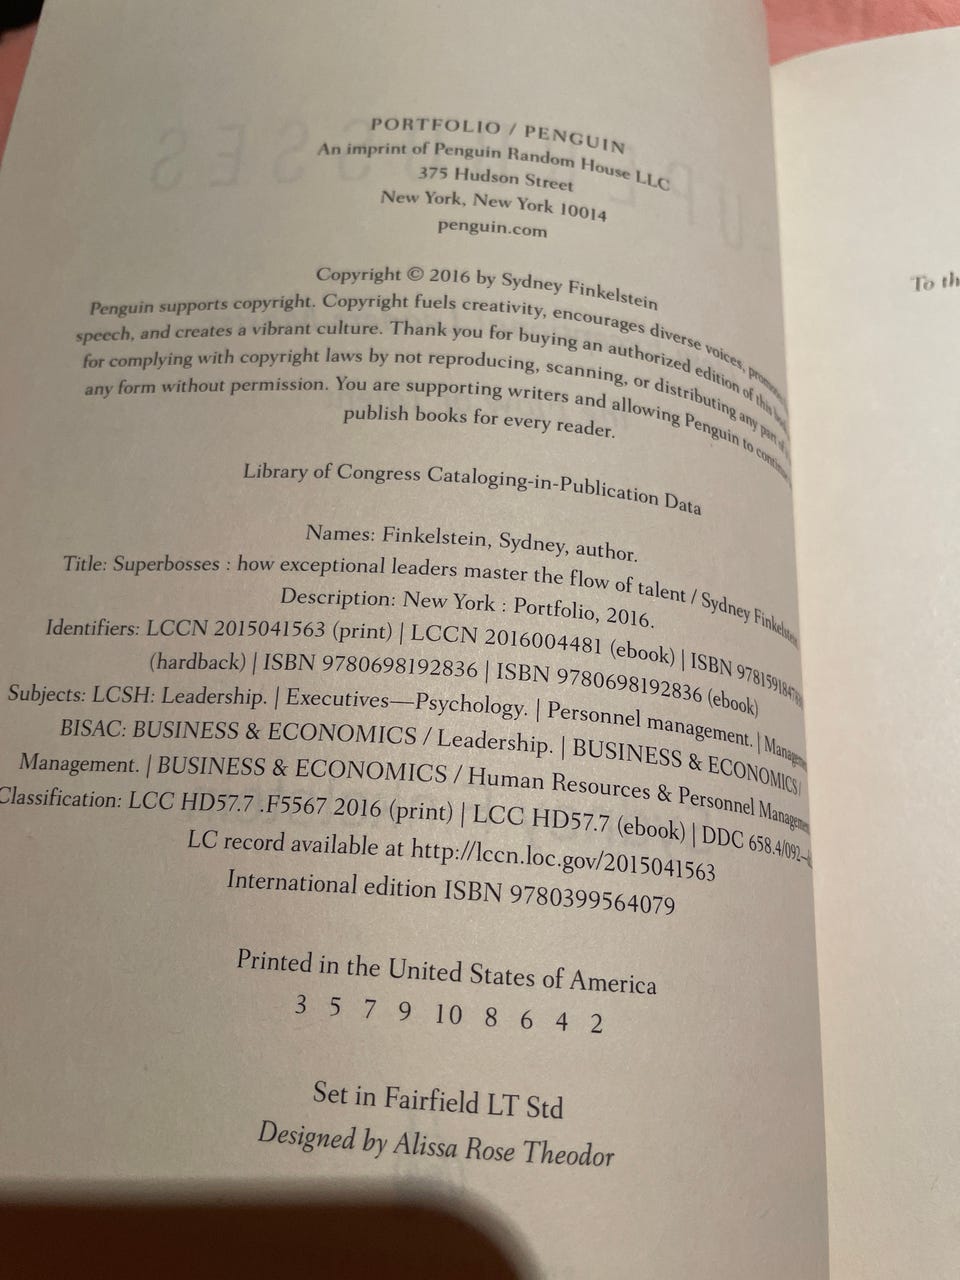 PORTFOLIO / PENGUIN
An imprint of Penguin Random House LLC
375 Hudson Street
New York, New York 10014
penguin.com
Copyright © 2016 by Sydney Finkelstein
Penguin supports copyright. Copyright fuels creativity, encourages diverse voices,
speech, and creates a vibrant culture. Thank you for buying an authorized edition of this
for complying with copyright laws by not reproducing, scanning, or distributing any part of
any form without permission. You are supporting writers and allowing Penguin to
publish books for every reader.
Library of Congress Cataloging-in-Publication Data
Names: Finkelstein, Sydney, author.
Title: Superbosses : how exceptional leaders master the flow of talent / Sydney
Description: New York : Portfolio, 2016.
Identifiers: LCCN 2015041563 (print) | LCCN 2016004481 (ebook) | ISBN
(hardback) | ISBN 9780698192836 | ISBN 9780698192836 (ebook)
Subjects: LCSH: Leadership. | Executives—Psychology. | Personnel management. |
BISAC: BUSINESS & ECONOMICS / Leadership. | BUSINESS & ECONOMICS /
Management. | BUSINESS & ECONOMICS / Human Resources & Personnel
Classification: LCC HD57.7 .F5567 2016 (print) | LCC HD57.7 (ebook) | DDC 658.4/092
LC record available at http://lccn.loc.gov/2015041563
International edition ISBN 9780399564079
Printed in the United States of America
3 5 7 9 10 8 6 4 2
Set in Fairfield LT Std
Designed by Alissa Rose Theodor
To